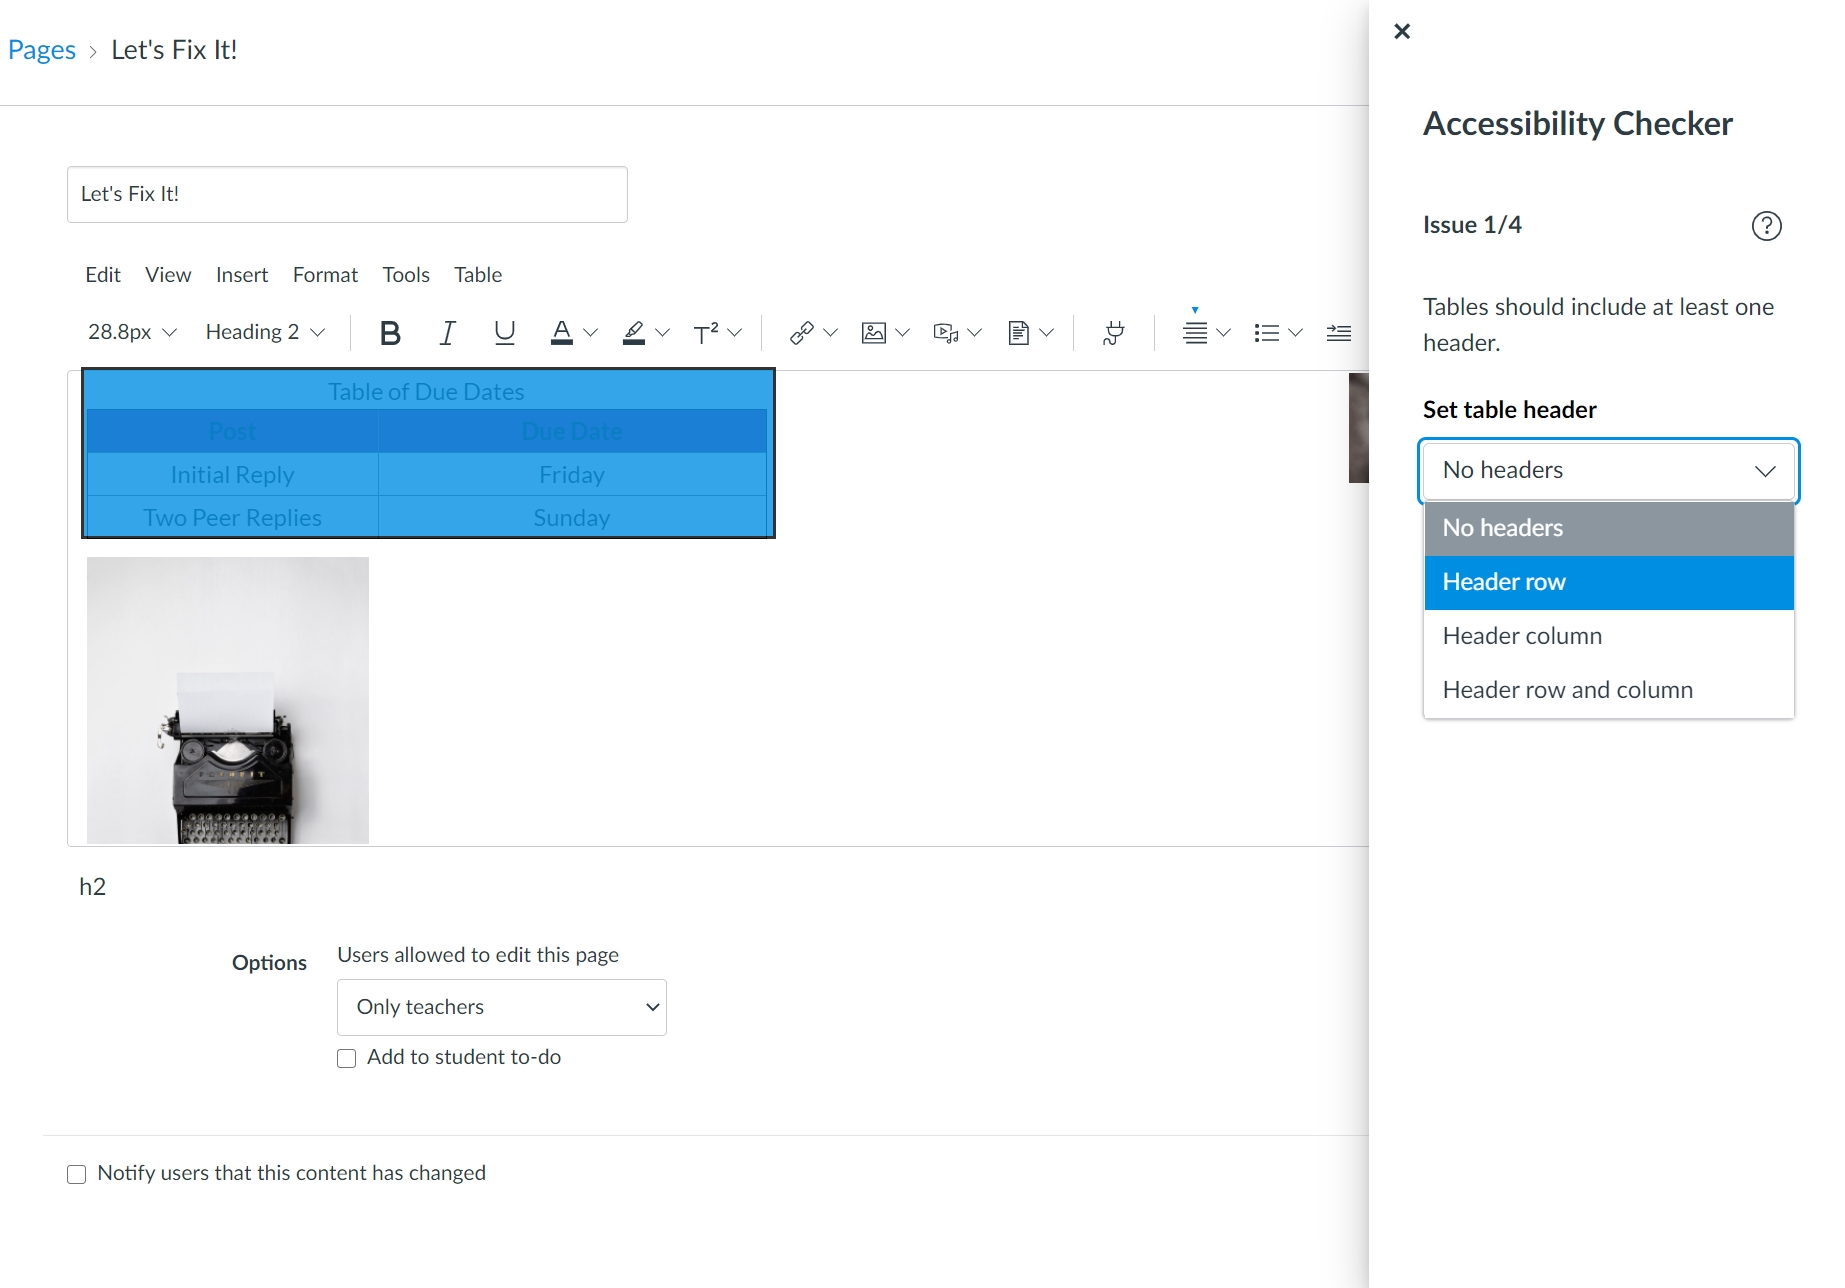 Pages > Let's Fix It!
Let's Fix It!
Edit View Insert Format Tools Table
28.8px Heading 2 B I U A T²
Table of Due Dates
Post Due Date
Initial Reply Friday
Two Peer Replies Sunday
h2
Options Users allowed to edit this page
Only teachers
Add to student to-do
Notify users that this content has changed
Accessibility Checker
Issue 1/4 ?
Tables should include at least one
header.
Set table header
No headers
No headers
Header row
Header column
Header row and column